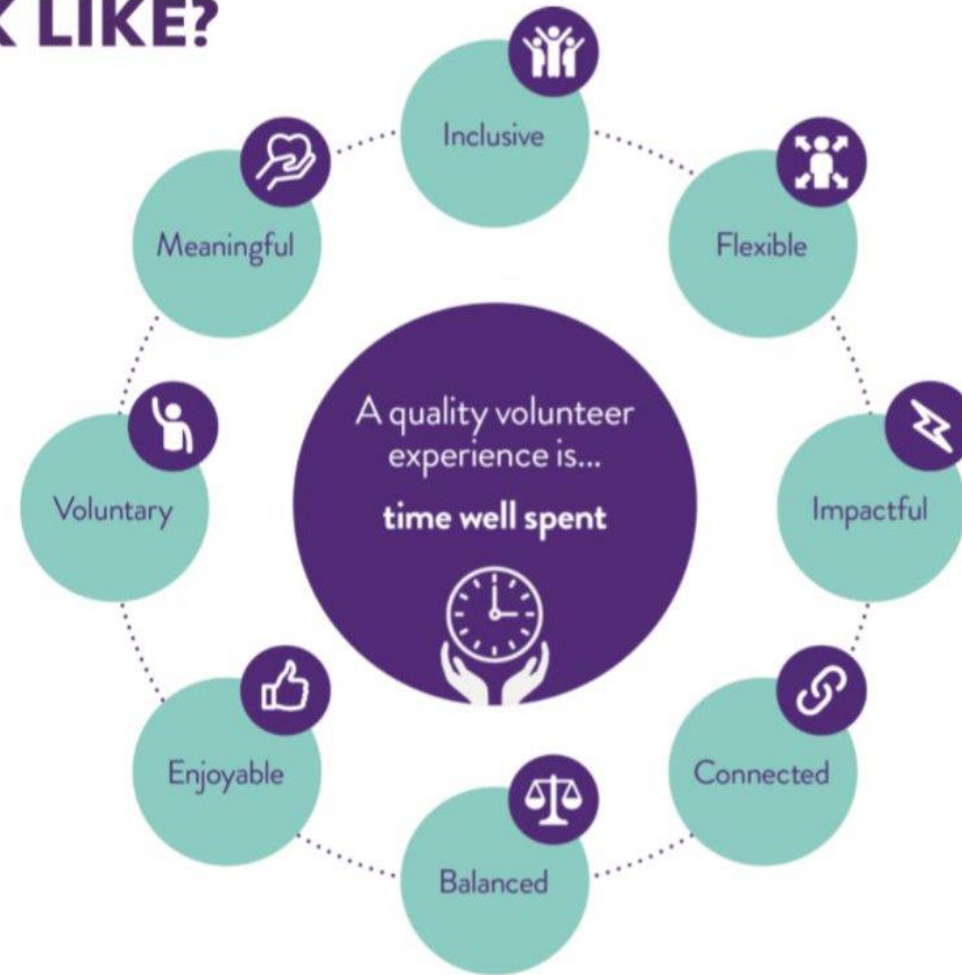 LIKE?
Inclusive
Flexible
Impactful
Connected
Balanced
Enjoyable
Voluntary
Meaningful
A quality volunteer
experience is...
time well spent